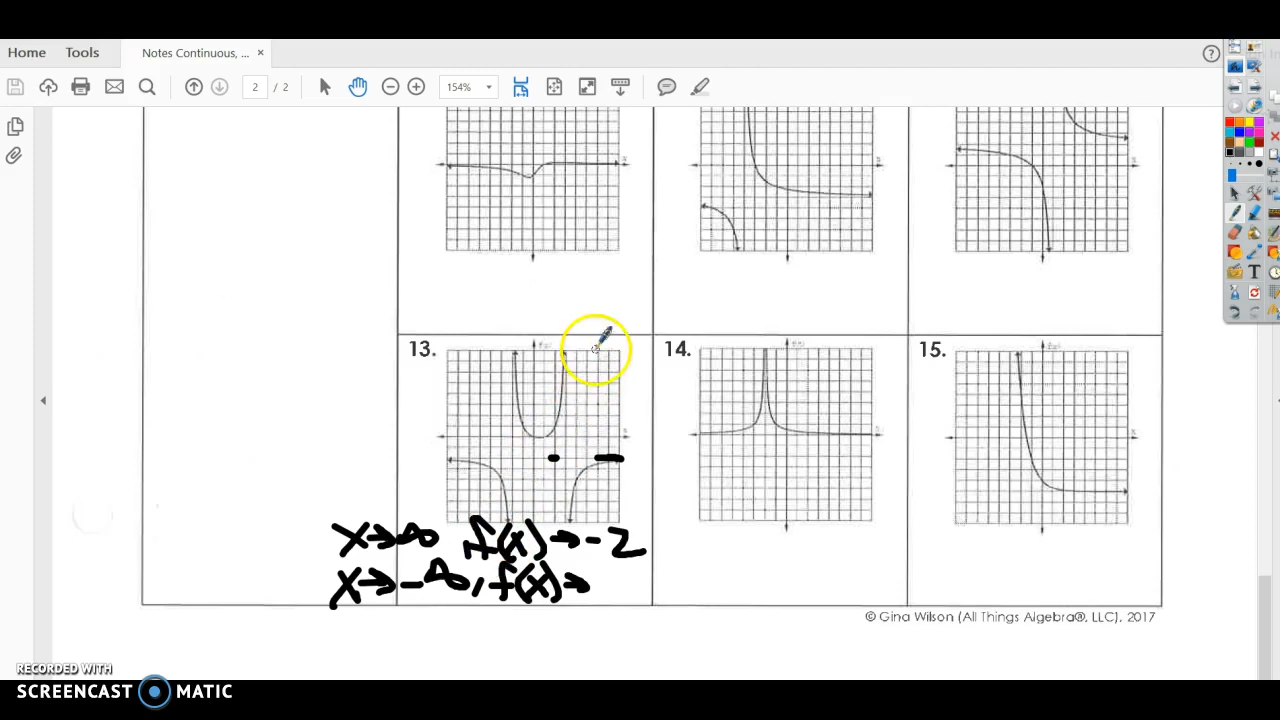 Home Tools Notes Continuous, ... ×
2 / 2 154%
13. 14. 15.
x→∞ f(x)→-2
x→-∞, f(x)→
© Gina Wilson (All Things Algebra®, LLC), 2017
RECORDED WITH
SCREENCAST MATIC